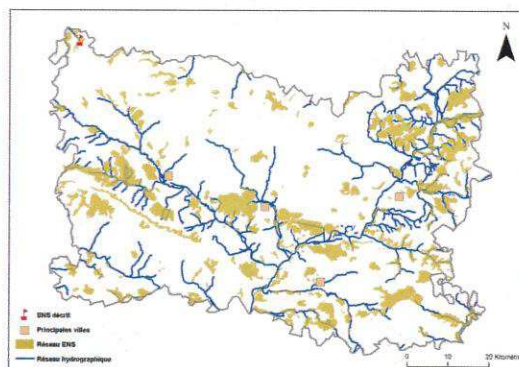 N
ENS décrit
Principales villes
Réseau ENS
Réseau hydrographique
0 10 20 Kilomètres